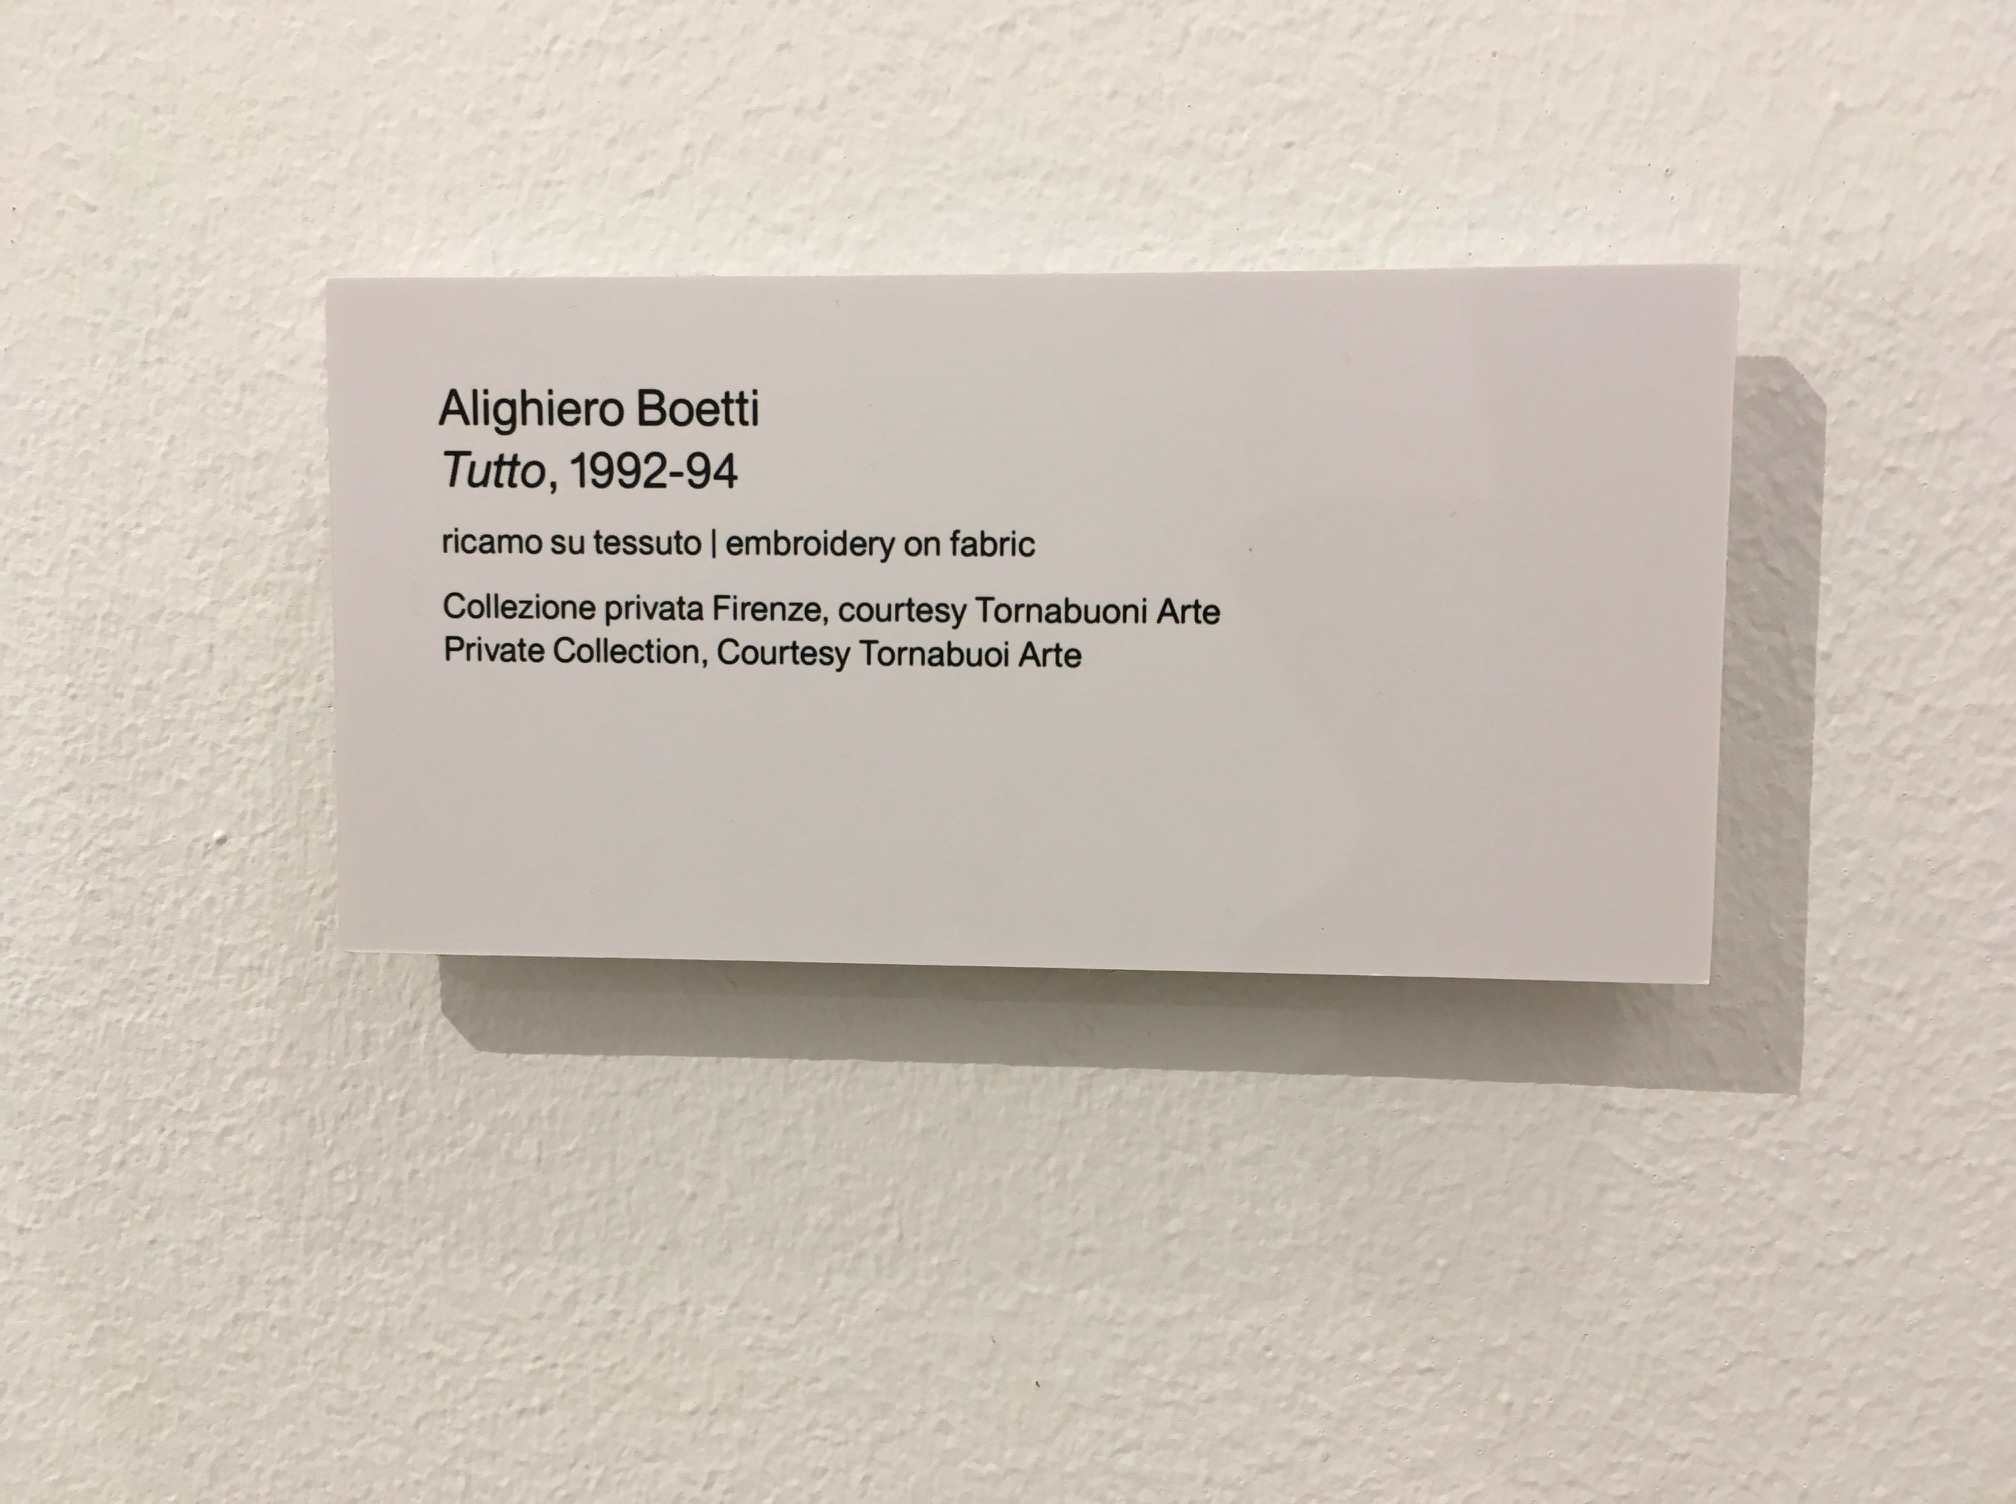 Alighiero Boetti
Tutto, 1992-94
ricamo su tessuto | embroidery on fabric
Collezione privata Firenze, courtesy Tornabuoni Arte
Private Collection, Courtesy Tornabuoi Arte